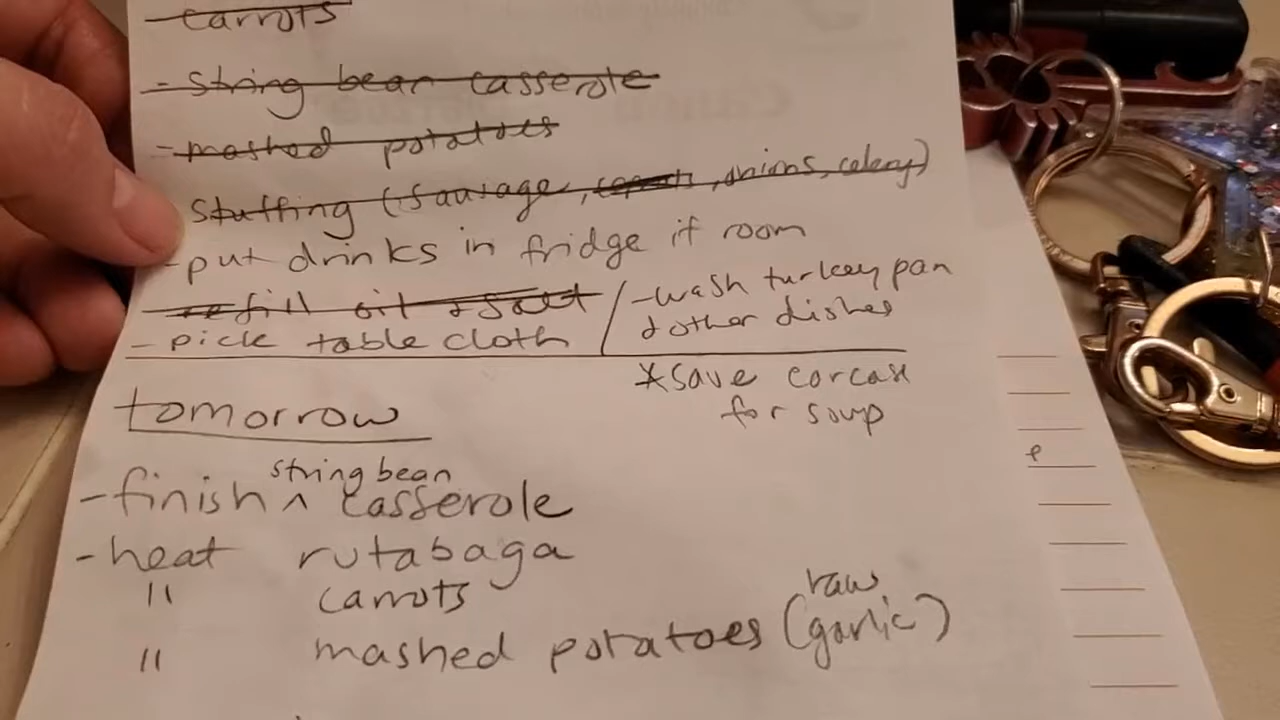 - carrots
- string bean casserole
- mashed potatoes
stuffing (sausage, , onions, celery)
- put drinks in fridge if room
- refill oil & salt
- pick table cloth
/ - wash turkey pan
& other dishes
* save carcass
for soup
tomorrow
- finish ^ string bean casserole
- heat rutabaga
" carrots
" mashed potatoes (raw garlic)